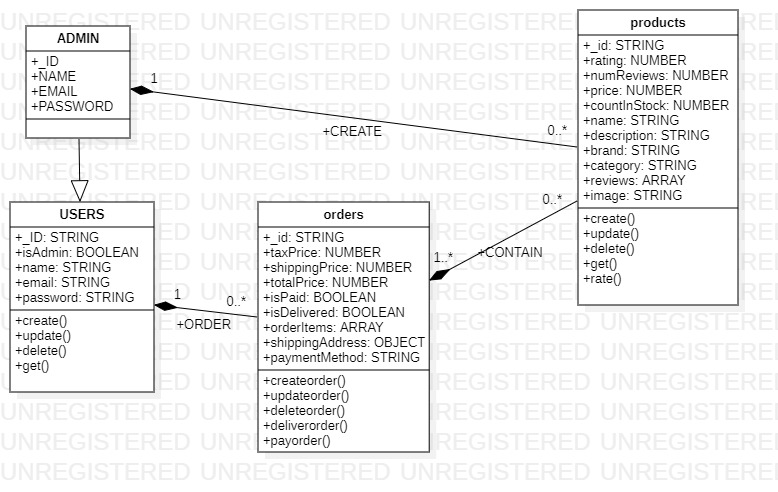 ADMIN
+_ID
+NAME
+EMAIL
+PASSWORD
1
+CREATE
0..*
products
+_id: STRING
+rating: NUMBER
+numReviews: NUMBER
+price: NUMBER
+countInStock: NUMBER
+name: STRING
+description: STRING
+brand: STRING
+category: STRING
+reviews: ARRAY
+image: STRING
+create()
+update()
+delete()
+get()
+rate()
USERS
+_ID: STRING
+isAdmin: BOOLEAN
+name: STRING
+email: STRING
+password: STRING
+create()
+update()
+delete()
+get()
1
+ORDER
0..*
orders
+_id: STRING
+taxPrice: NUMBER
+shippingPrice: NUMBER
+totalPrice: NUMBER
+isPaid: BOOLEAN
+isDelivered: BOOLEAN
+orderItems: ARRAY
+shippingAddress: OBJECT
+paymentMethod: STRING
+createorder()
+updateorder()
+deleteorder()
+deliverorder()
+payorder()
1..*
+CONTAIN
0..*
UNREGISTERED